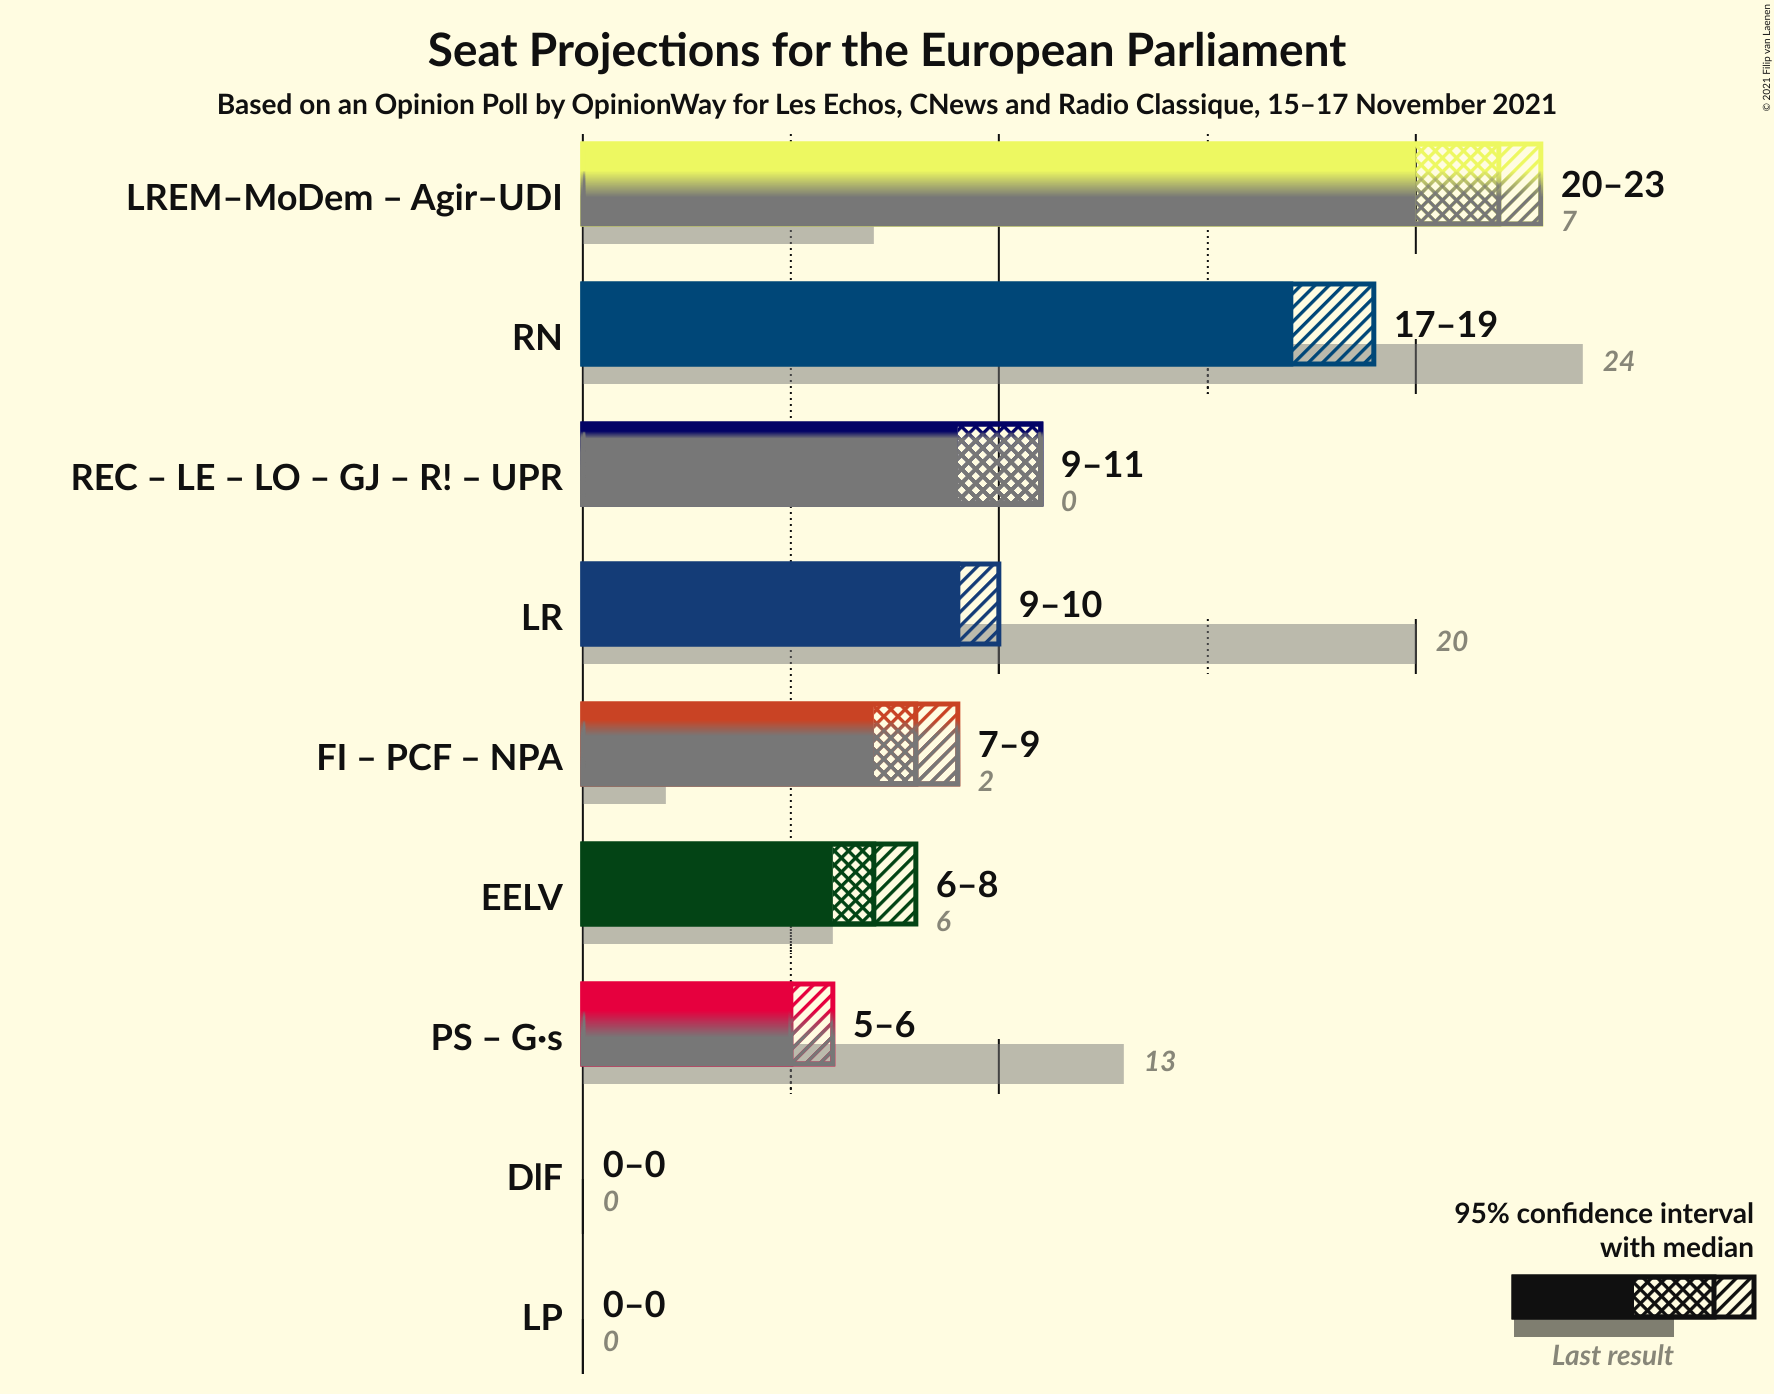 Seat Projections for the European Parliament
Based on an Opinion Poll by OpinionWay for Les Echos, CNews and Radio Classique, 15–17 November 2021
© 2021 Filip van Laenen
LREM–MoDem – Agir–UDI
20–23
7
RN
17–19
24
REC – LE – LO – GJ – R! – UPR
9–11
0
LR
9–10
20
FI – PCF – NPA
7–9
2
EELV
6–8
6
PS – G·s
5–6
13
DIF
0–0
0
LP
0–0
0
95% confidence interval
with median
Last result